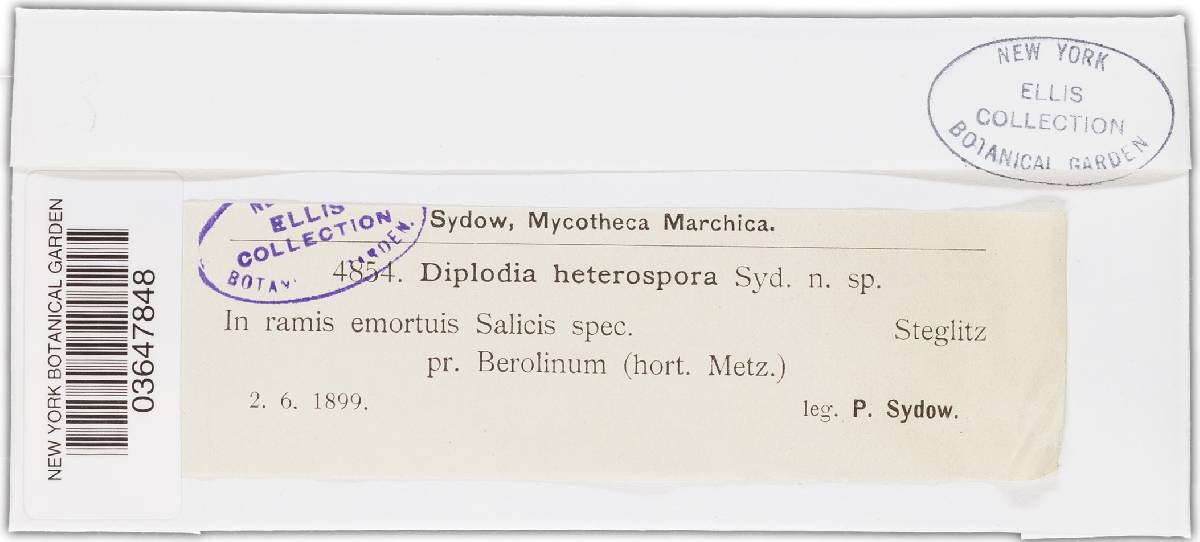 NEW YORK
ELLIS
COLLECTION
BOTANICAL GARDEN
NEW YORK BOTANICAL GARDEN
03647848
ELLIS
COLLECTION
Sydow, Mycotheca Marchica.
4854. Diplodia heterospora Syd. n. sp.
In ramis emortuis Salicis spec. Steglitz
pr. Berolinum (hort. Metz.)
2. 6. 1899. leg. P. Sydow.